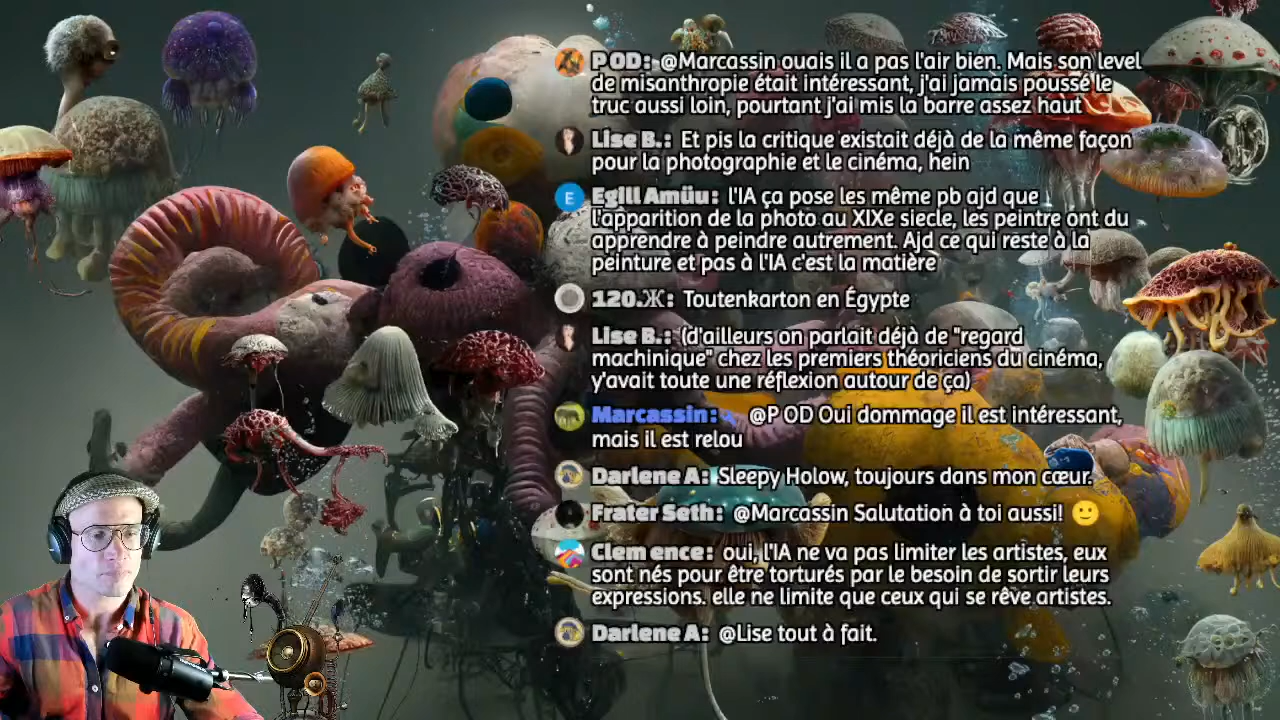 P OD: @Marcassin ouais il a pas l'air bien. Mais son level
de misanthropie était intéressant, j'ai jamais poussé le
truc aussi loin, pourtant j'ai mis la barre assez haut
Lise B.: Et pis la critique existait déjà de la même façon
pour la photographie et le cinéma, hein
E
Egill Amüu: l'IA ça pose les même pb ajd que
l'apparition de la photo au XIXe siecle, les peintre ont du
apprendre à peindre autrement. Ajd ce qui reste à la
peinture et pas à l'IA c'est la matière
120.Ж: Toutenkarton en Égypte
Lise B.: (d'ailleurs on parlait déjà de "regard
machinique" chez les premiers théoriciens du cinéma,
y'avait toute une réflexion autour de ça)
Marcassin: @P OD Oui dommage il est intéressant,
mais il est relou
Darlene A: Sleepy Holow, toujours dans mon cœur.
Frater Seth: @Marcassin Salutation à toi aussi! 🙂
Clem ence: oui, l'IA ne va pas limiter les artistes, eux
sont nés pour être torturés par le besoin de sortir leurs
expressions. elle ne limite que ceux qui se rêve artistes.
Darlene A: @Lise tout à fait.